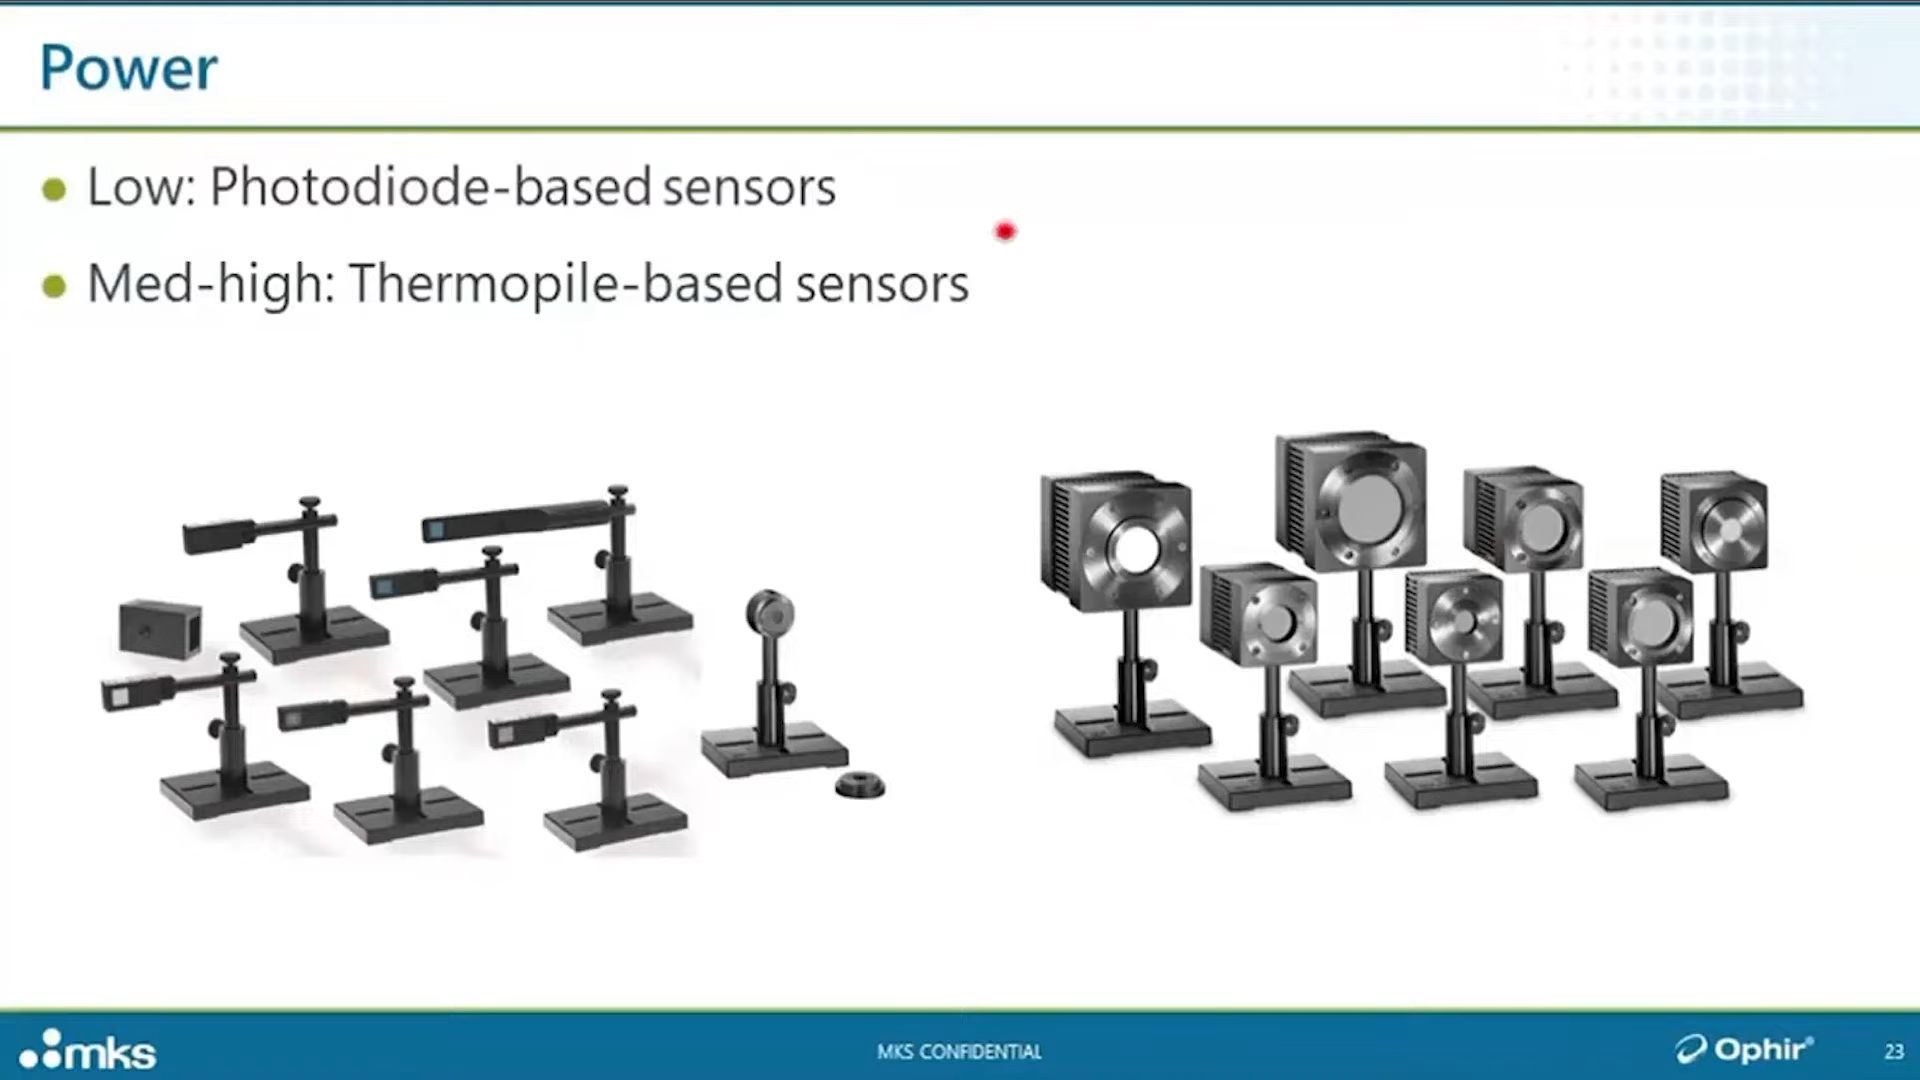 Power
Low: Photodiode-based sensors
Med-high: Thermopile-based sensors
mks
MKS CONFIDENTIAL
Ophir®
23